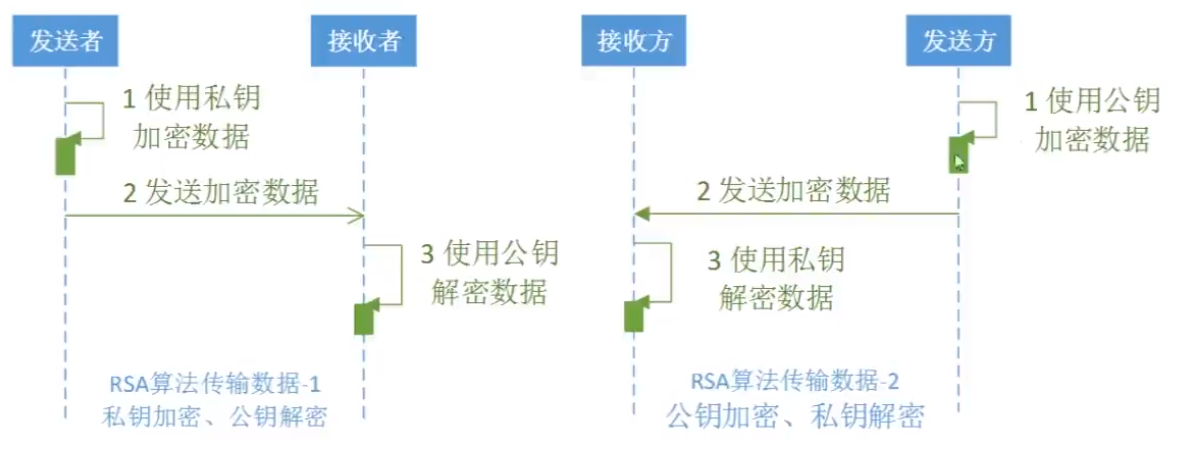 发送者
接收者
1 使用私钥
加密数据
2 发送加密数据
3 使用公钥
解密数据
RSA算法传输数据-1
私钥加密、公钥解密
接收方
发送方
1 使用公钥
加密数据
2 发送加密数据
3 使用私钥
解密数据
RSA算法传输数据-2
公钥加密、私钥解密